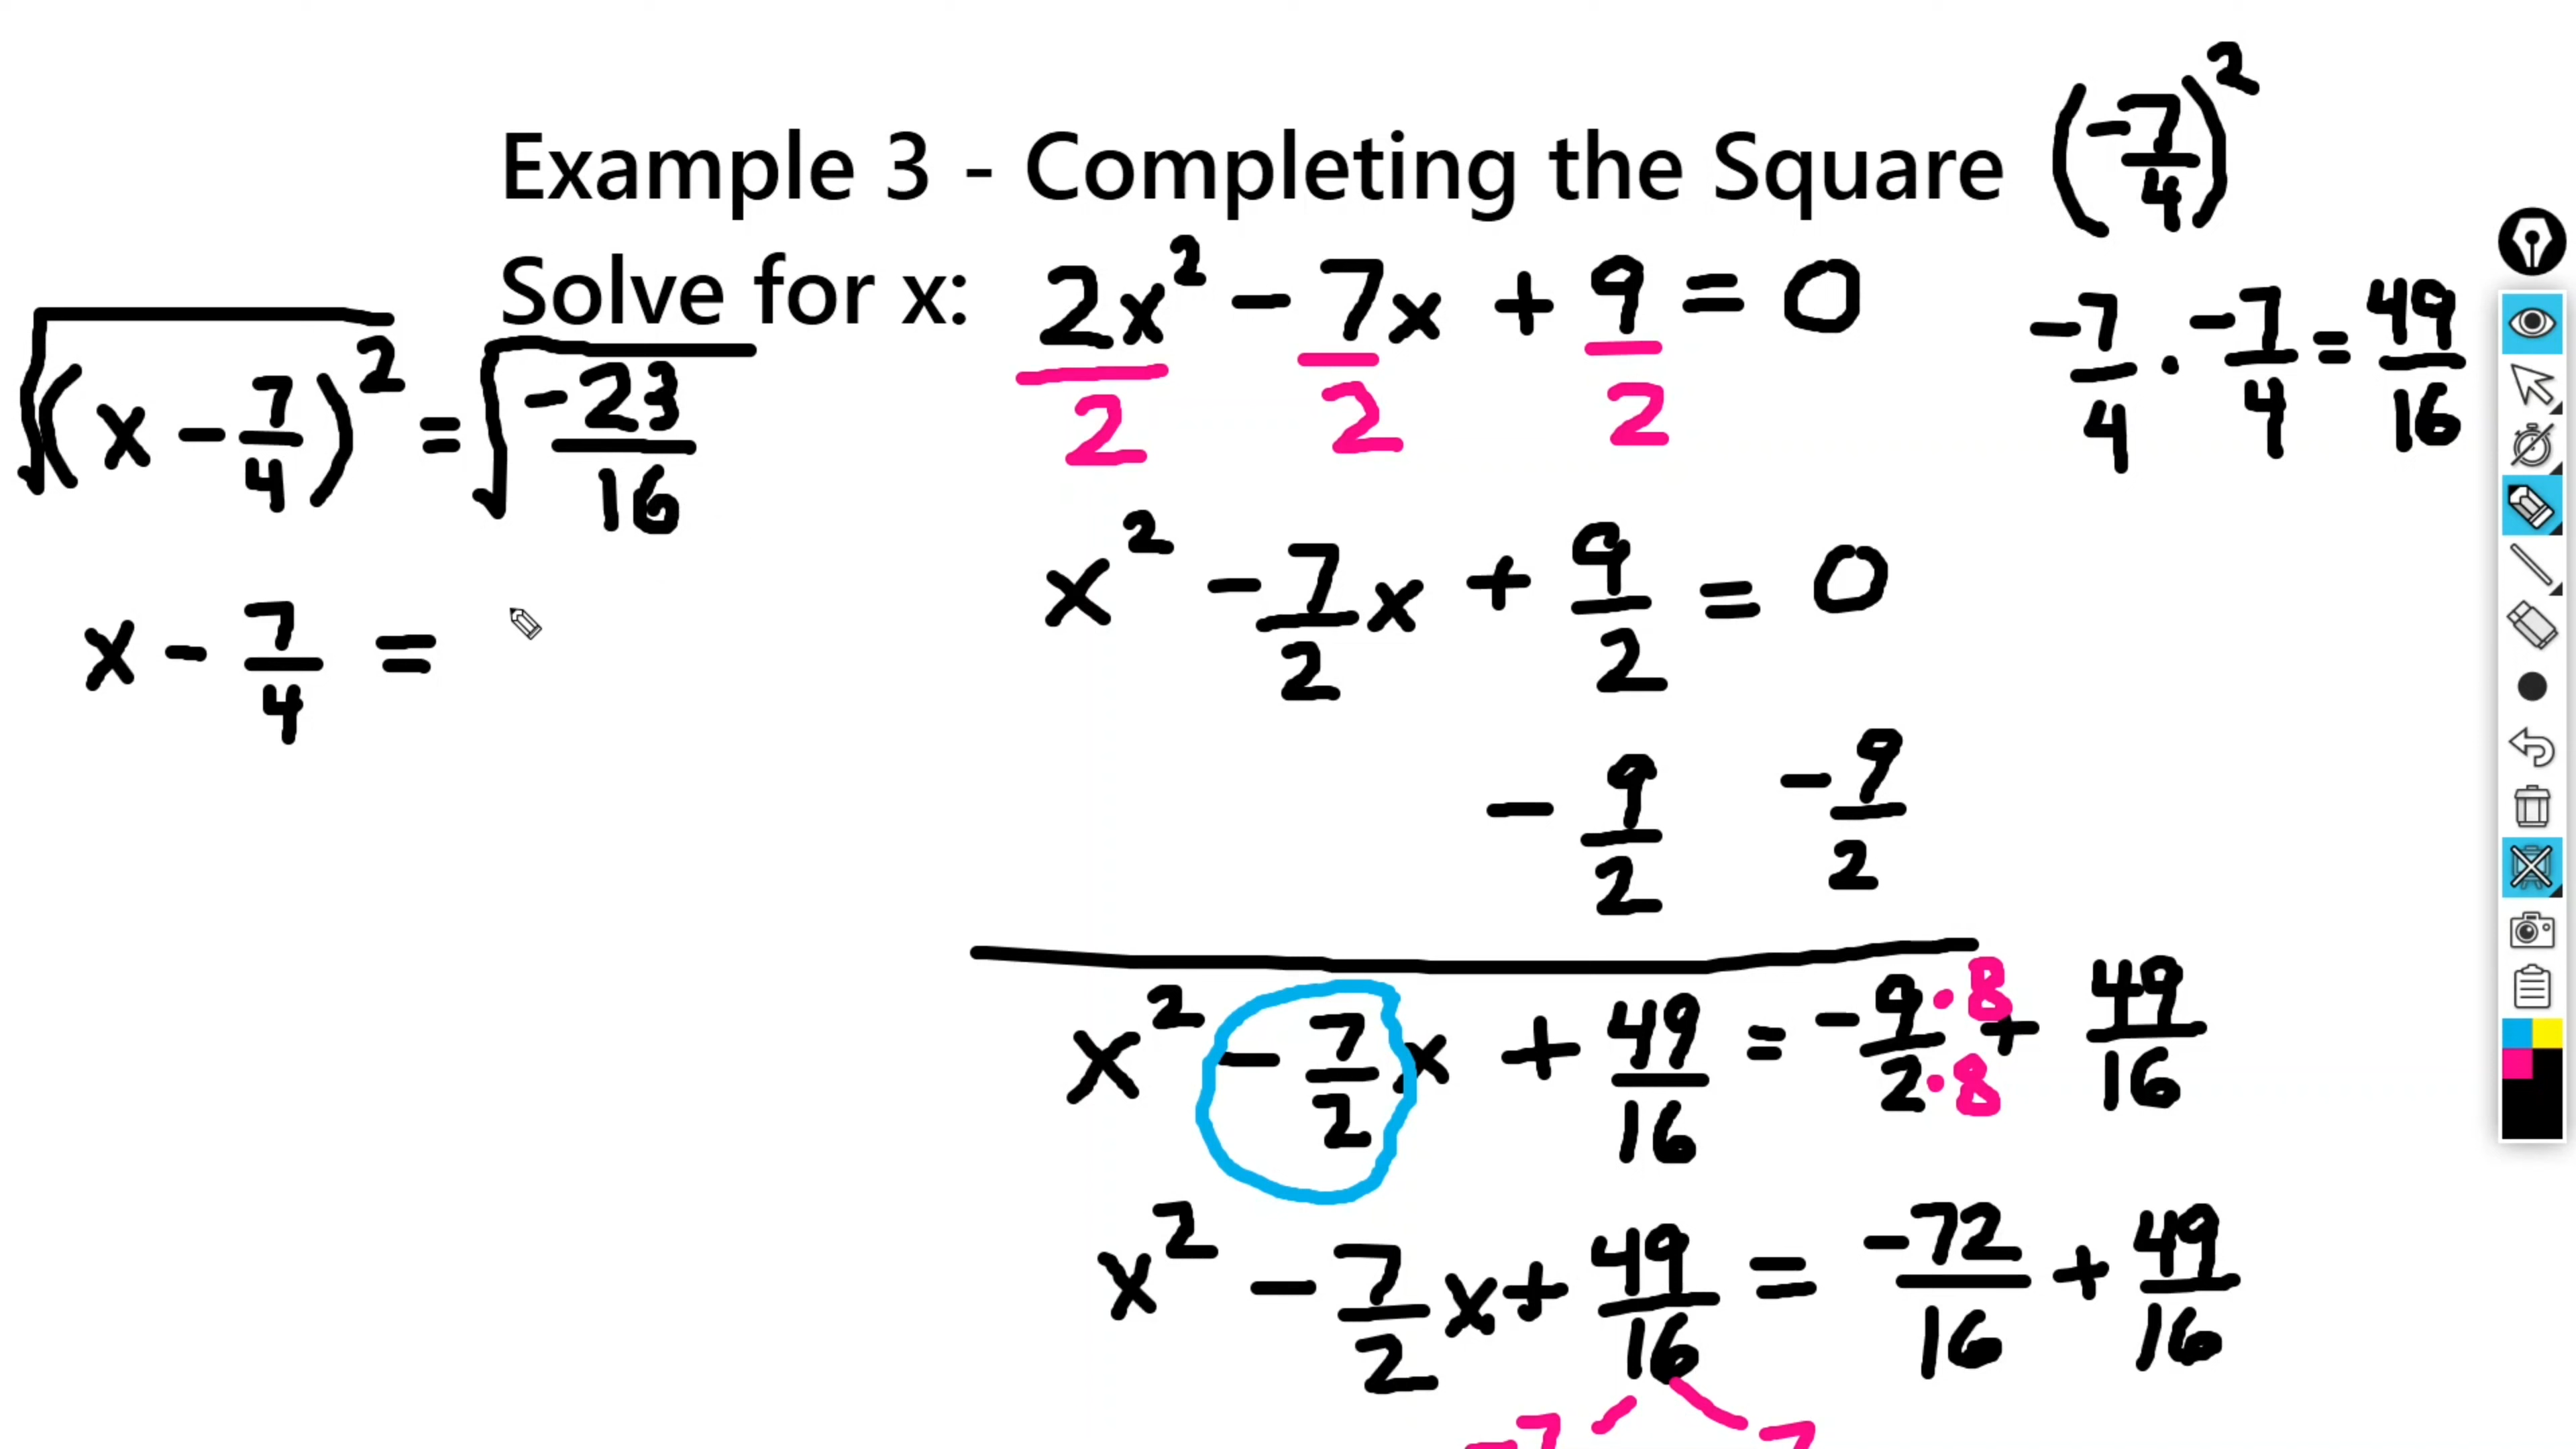 Example 3 - Completing the Square
Solve for x: 2x² - 7x + 9 = 0
2 2 2
x² - 7/2 x + 9/2 = 0
- 9/2 - 9/2
x² - 7/2 x + 49/16 = - 9·8/2·8 + 49/16
x² - 7/2 x + 49/16 = -72/16 + 49/16
-7 7
(-7/4)²
-7/4 · -7/4 = 49/16
√(x - 7/4)² = √-23/16
x - 7/4 =